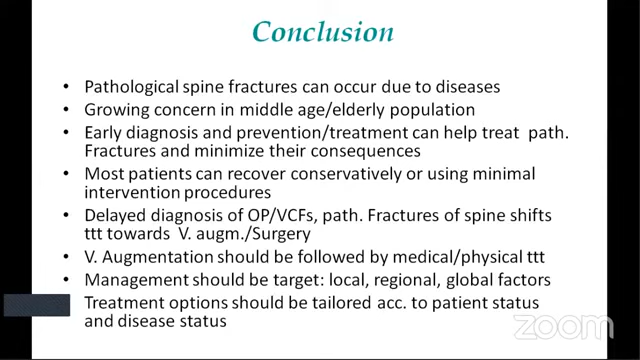 Conclusion
• Pathological spine fractures can occur due to diseases
• Growing concern in middle age/elderly population
• Early diagnosis and prevention/treatment can help treat path.
Fractures and minimize their consequences
• Most patients can recover conservatively or using minimal
intervention procedures
• Delayed diagnosis of OP/VCFs, path. Fractures of spine shifts
ttt towards V. augm./Surgery
• V. Augmentation should be followed by medical/physical ttt
• Management should be target: local, regional, global factors
Treatment options should be tailored acc. to patient status
and disease status
zoom